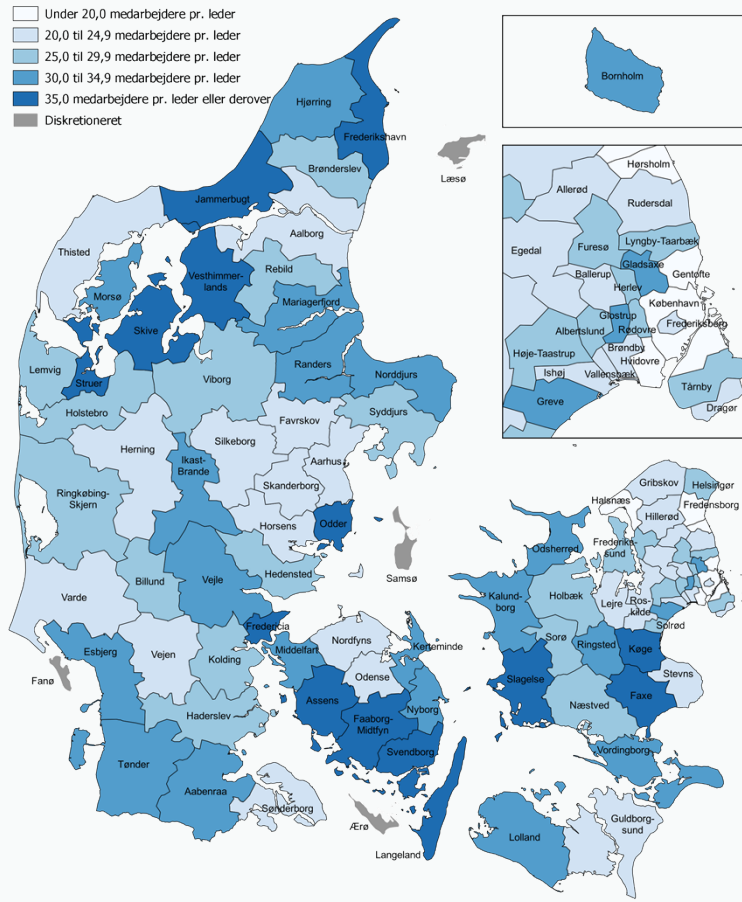 Under 20,0 medarbejdere pr. leder
20,0 til 24,9 medarbejdere pr. leder
25,0 til 29,9 medarbejdere pr. leder
30,0 til 34,9 medarbejdere pr. leder
35,0 medarbejdere pr. leder eller derover
Diskretioneret
Hjørring
Frederikshavn
Brønderslev
Læsø
Jammerbugt
Aalborg
Thisted
Rebild
Vesthimmer-
lands
Morsø
Mariagerfjord
Skive
Lemvig
Struer
Viborg
Randers
Norddjurs
Holstebro
Syddjurs
Favrskov
Herning
Silkeborg
Ikast-
Brande
Aarhus
Skanderborg
Ringkøbing-
Skjern
Horsens
Odder
Samsø
Hedensted
Billund
Vejle
Varde
Fredericia
Esbjerg
Vejen
Kolding
Middelfart
Nordfyns
Kerteminde
Fanø
Odense
Assens
Nyborg
Haderslev
Faaborg-
Midtfyn
Svendborg
Tønder
Aabenraa
Sønderborg
Ærø
Langeland
Bornholm
Hørsholm
Allerød
Rudersdal
Egedal
Furesø
Lyngby-Taarbæk
Gladsaxe
Ballerup
Gentofte
Herlev
København
Glostrup
Frederiksberg
Albertslund
Rødovre
Høje-Taastrup
Brøndby
Hvidovre
Ishøj
Vallensbæk
Tårnby
Greve
Dragør
Gribskov
Helsingør
Halsnæs
Fredensborg
Hillerød
Odsherred
Frederiks-
sund
Kalund-
borg
Holbæk
Lejre
Ros-
kilde
Solrød
Sorø
Ringsted
Køge
Slagelse
Stevns
Faxe
Næstved
Vordingborg
Lolland
Guldborg-
sund